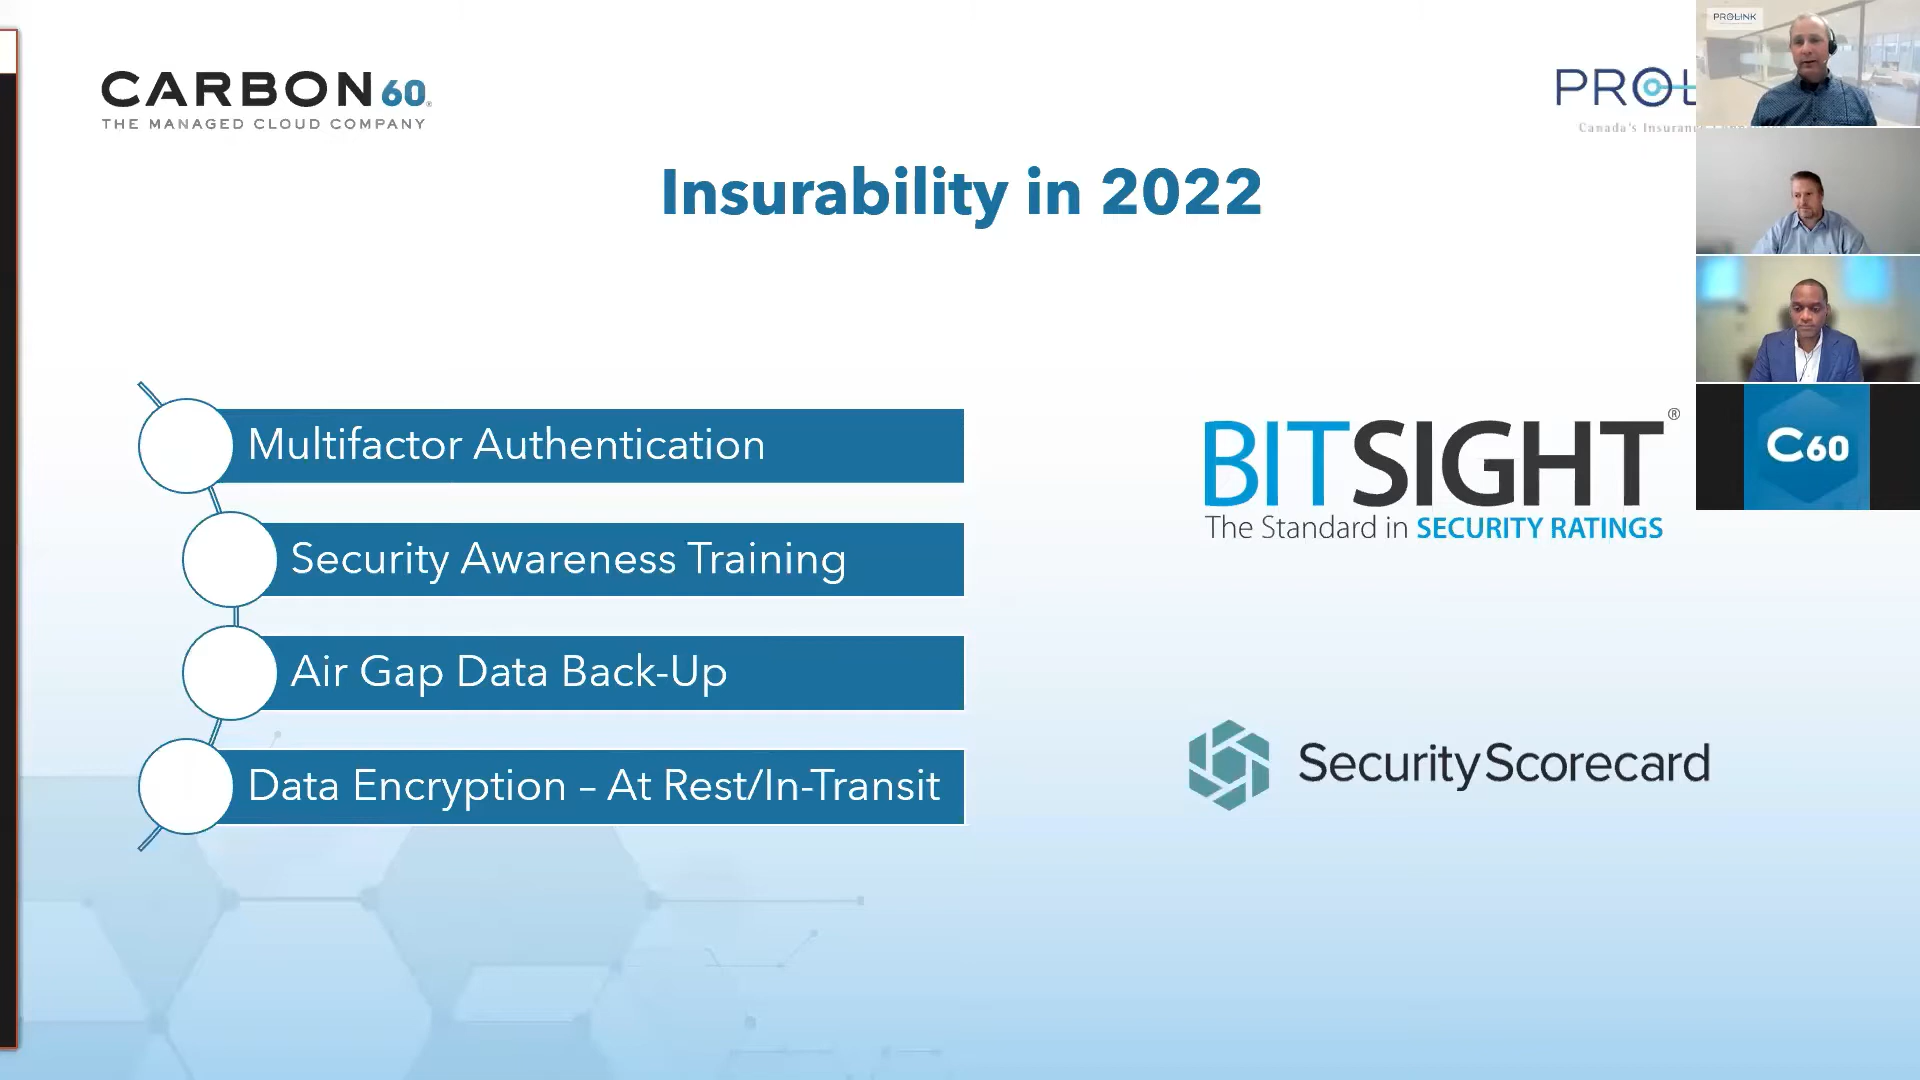 CARBON60
THE MANAGED CLOUD COMPANY
PROL
Canada's Insuran
PROLINK
Insurability in 2022
Multifactor Authentication
Security Awareness Training
Air Gap Data Back-Up
Data Encryption – At Rest/In-Transit
BITSIGHT®
The Standard in SECURITY RATINGS
SecurityScorecard
C60